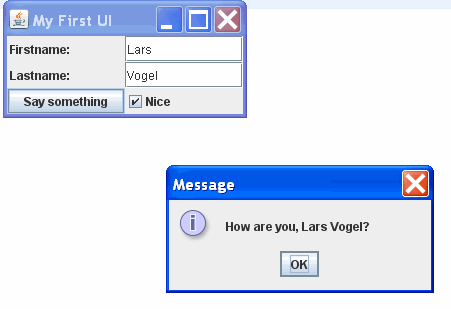 My First UI
Firstname: Lars
Lastname: Vogel
Say something Nice
Message
How are you, Lars Vogel?
OK